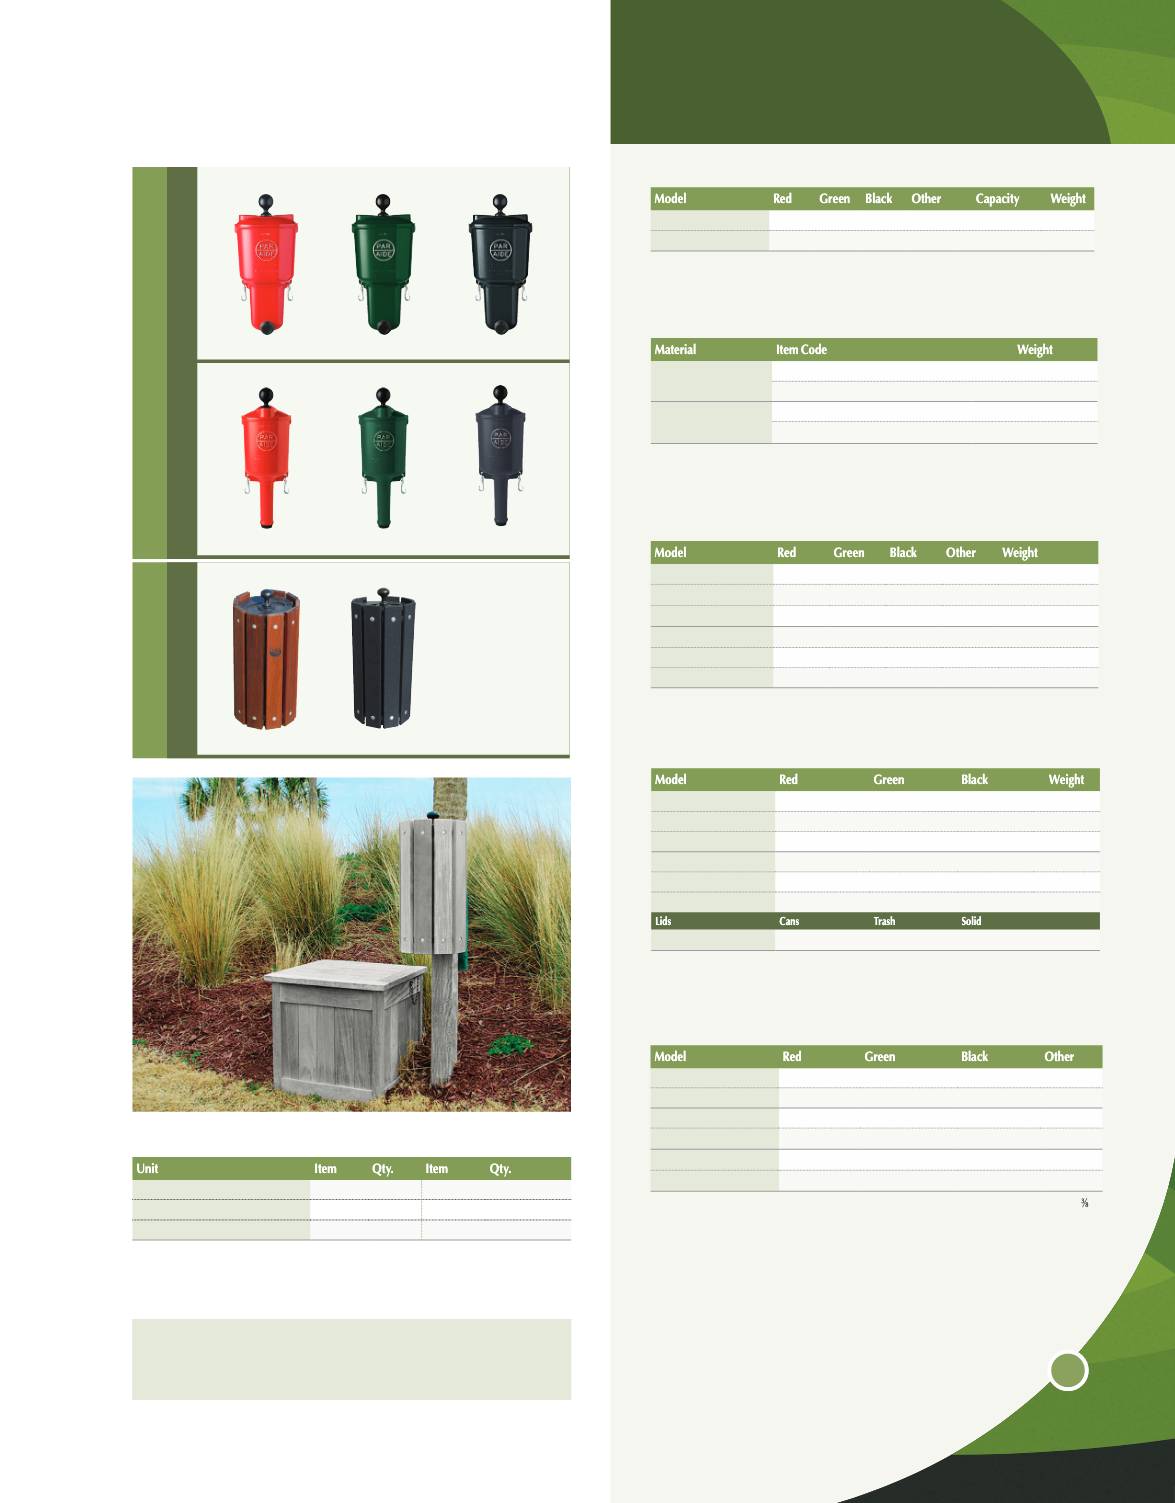 PAR AIDE
PAR AIDE
PAR AIDE
PAR AIDE
PAR AIDE
PAR AIDE
Unit Item Qty. Item Qty.
Model Red Green Black Other Capacity Weight
Material Item Code Weight
Model Red Green Black Other Weight
Model Red Green Black Weight
Lids Cans Trash Solid
Model Red Green Black Other
⅜